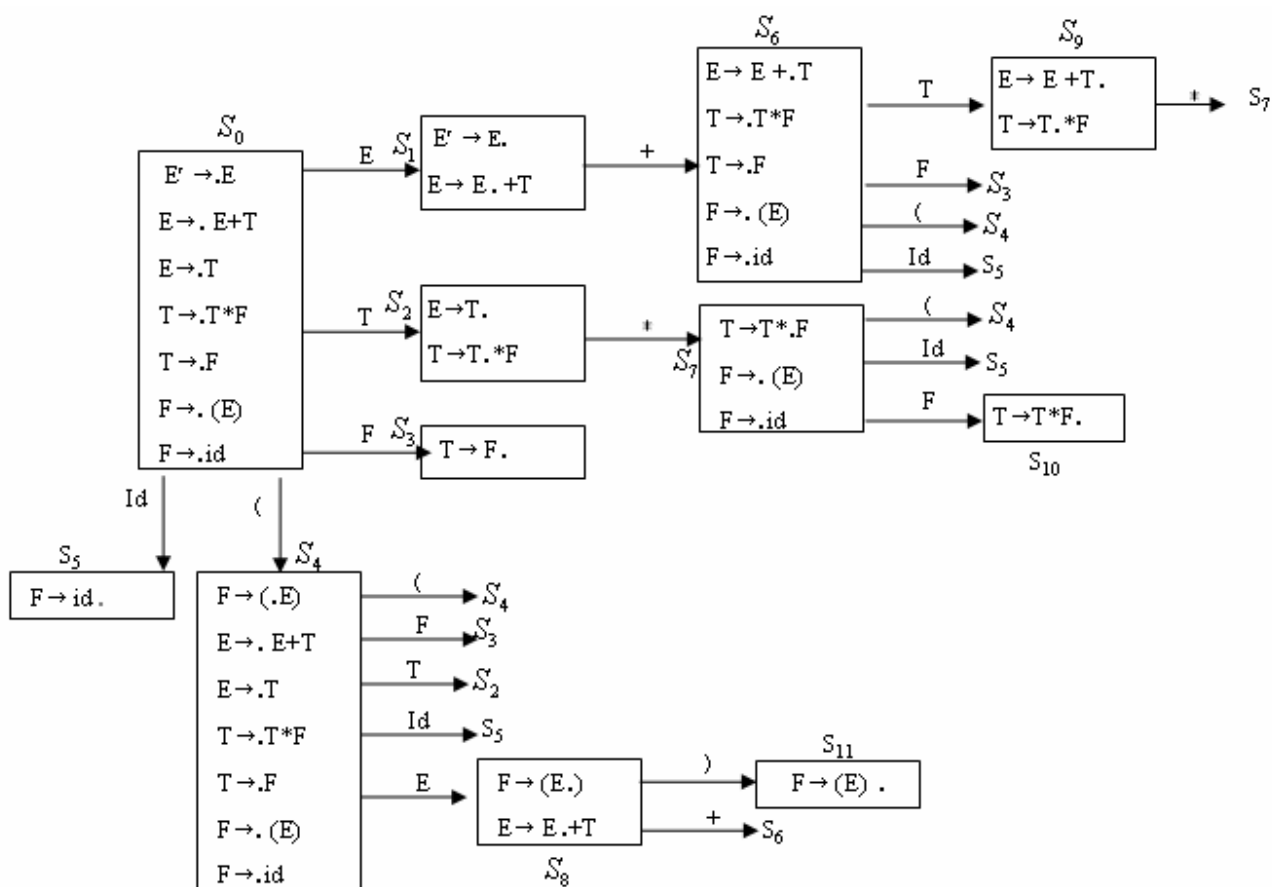 S₆
S₉
E → E + .T
T → .T*F
T → .F
F → . (E)
F → .id
T
E → E +T.
T → T. *F
*
S₇
F
S₃
(
S₄
Id
S₅
S₀
E' → .E
E → . E+T
E → .T
T → .T*F
T → .F
F → . (E)
F → .id
E
S₁
E' → E.
E → E. +T
+
T
S₂
E → T.
T → T. *F
*
S₇
T → T*.F
F → . (E)
F → .id
(
S₄
Id
S₅
F
T → T*F.
S₁₀
F
S₃
T → F.
Id
(
S₅
F → id .
S₄
F → (.E)
E → . E+T
E → .T
T → .T*F
T → .F
F → . (E)
F → .id
(
S₄
F
S₃
T
S₂
Id
S₅
E
F → (E.)
E → E.+T
S₈
)
S₁₁
F → (E) .
+
S₆